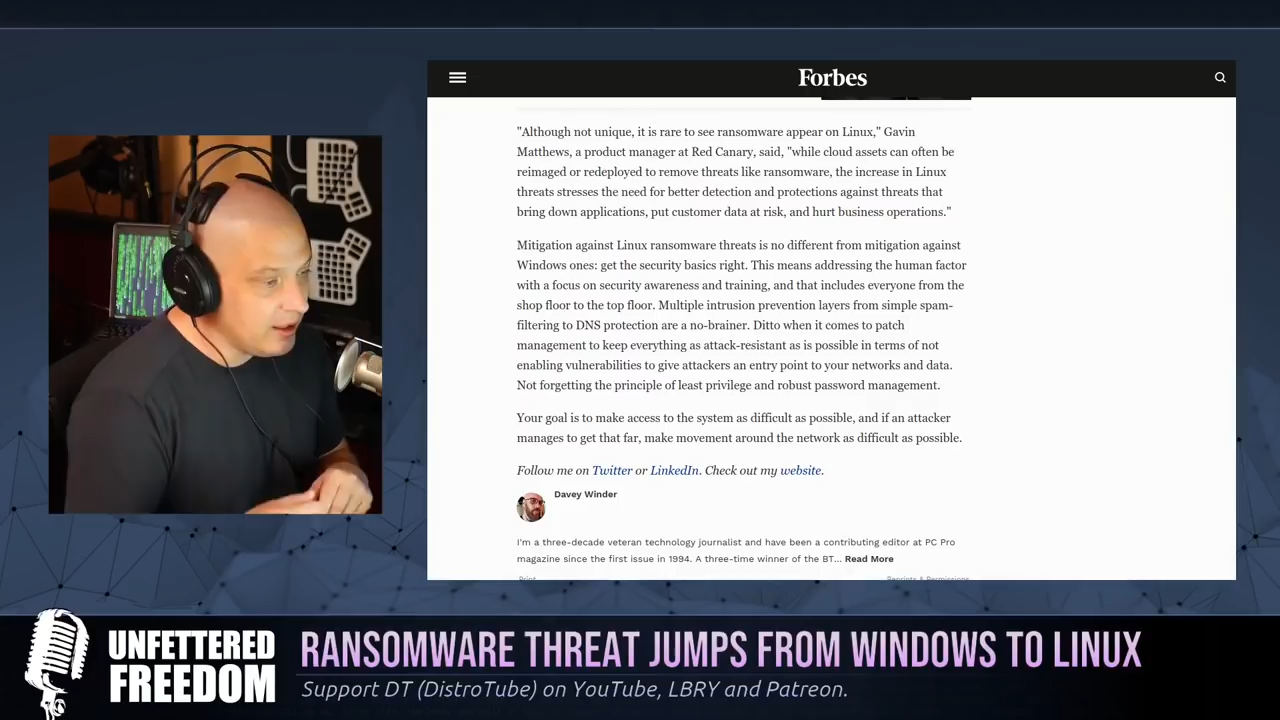 Forbes
"Although not unique, it is rare to see ransomware appear on Linux," Gavin
Matthews, a product manager at Red Canary, said, "while cloud assets can often be
reimaged or redeployed to remove threats like ransomware, the increase in Linux
threats stresses the need for better detection and protections against threats that
bring down applications, put customer data at risk, and hurt business operations."
Mitigation against Linux ransomware threats is no different from mitigation against
Windows ones: get the security basics right. This means addressing the human factor
with a focus on security awareness and training, and that includes everyone from the
shop floor to the top floor. Multiple intrusion prevention layers from simple spam-
filtering to DNS protection are a no-brainer. Ditto when it comes to patch
management to keep everything as attack-resistant as is possible in terms of not
enabling vulnerabilities to give attackers an entry point to your networks and data.
Not forgetting the principle of least privilege and robust password management.
Your goal is to make access to the system as difficult as possible, and if an attacker
manages to get that far, make movement around the network as difficult as possible.
Follow me on Twitter or LinkedIn. Check out my website.
Davey Winder
I'm a three-decade veteran technology journalist and have been a contributing editor at PC Pro
magazine since the first issue in 1994. A three-time winner of the BT... Read More
Print
Reprints & Permissions
UNFETTERED
FREEDOM
RANSOMWARE THREAT JUMPS FROM WINDOWS TO LINUX
Support DT (DistroTube) on YouTube, LBRY and Patreon.